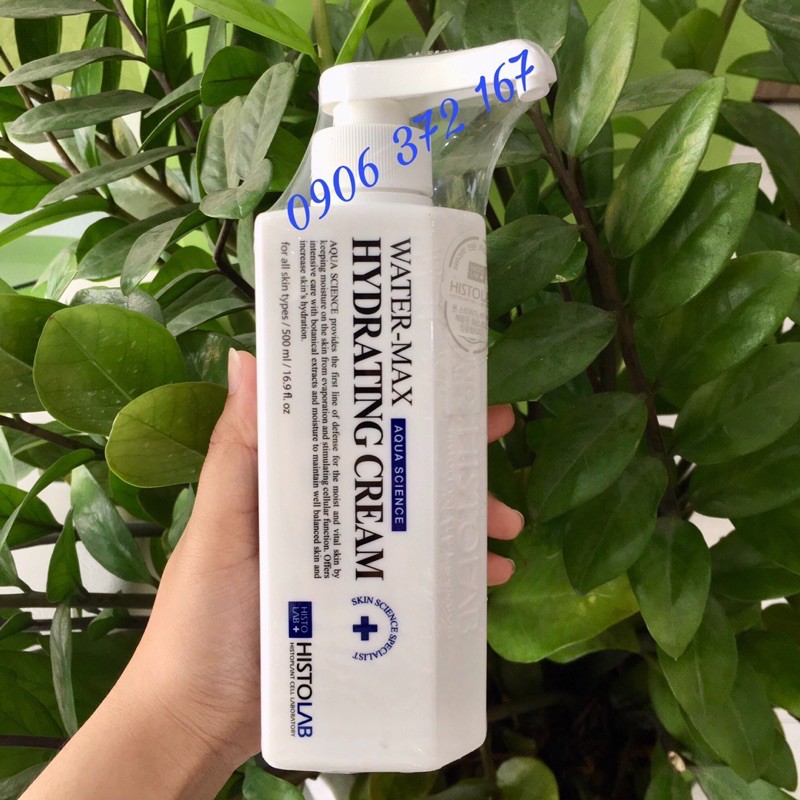 0906 372 167
WATER-MAX
HYDRATING CREAM
AQUA SCIENCE
AQUA SCIENCE provides the first line of defense for the moist and vital skin by
keeping moisture on the skin from evaporation and stimulating cellular function. Offers
intensive care with botanical extracts and moisture to maintain well balanced skin and
increase skin's hydration.
for all skin types / 500 ml / 16.9 fl. oz
SKIN SCIENCE SPECIALIST
HISTO
LAB+
HISTOLAB
HISTOPLANT CELL LABORATORY
HISTOLAB